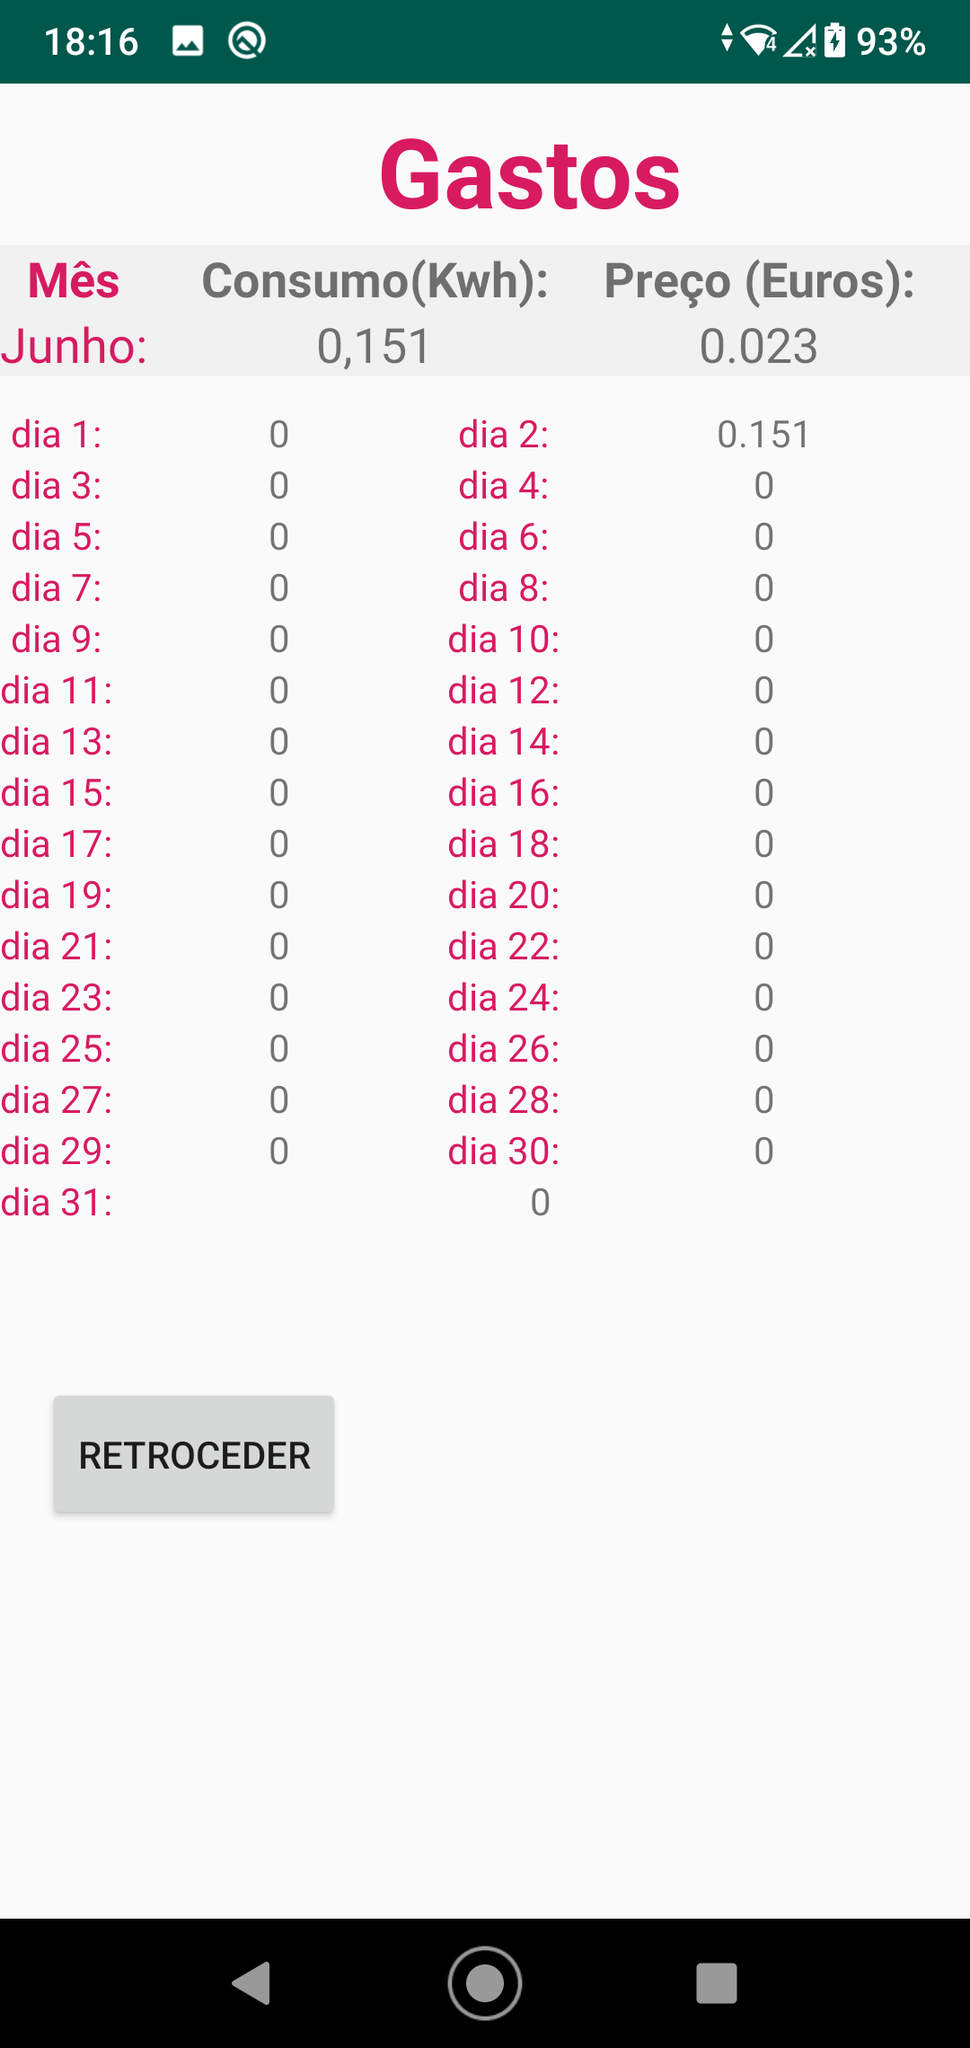 18:16 4 93%
Gastos
Mês Consumo(Kwh): Preço (Euros):
Junho: 0,151 0.023
dia 1: 0 dia 2: 0.151
dia 3: 0 dia 4: 0
dia 5: 0 dia 6: 0
dia 7: 0 dia 8: 0
dia 9: 0 dia 10: 0
dia 11: 0 dia 12: 0
dia 13: 0 dia 14: 0
dia 15: 0 dia 16: 0
dia 17: 0 dia 18: 0
dia 19: 0 dia 20: 0
dia 21: 0 dia 22: 0
dia 23: 0 dia 24: 0
dia 25: 0 dia 26: 0
dia 27: 0 dia 28: 0
dia 29: 0 dia 30: 0
dia 31: 0
RETROCEDER